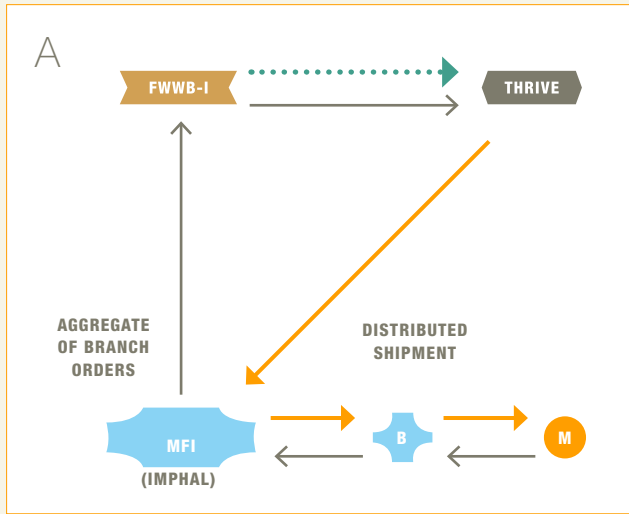 A
FWWB-I
THRIVE
AGGREGATE
OF BRANCH
ORDERS
DISTRIBUTED
SHIPMENT
MFI
B
M
(IMPHAL)